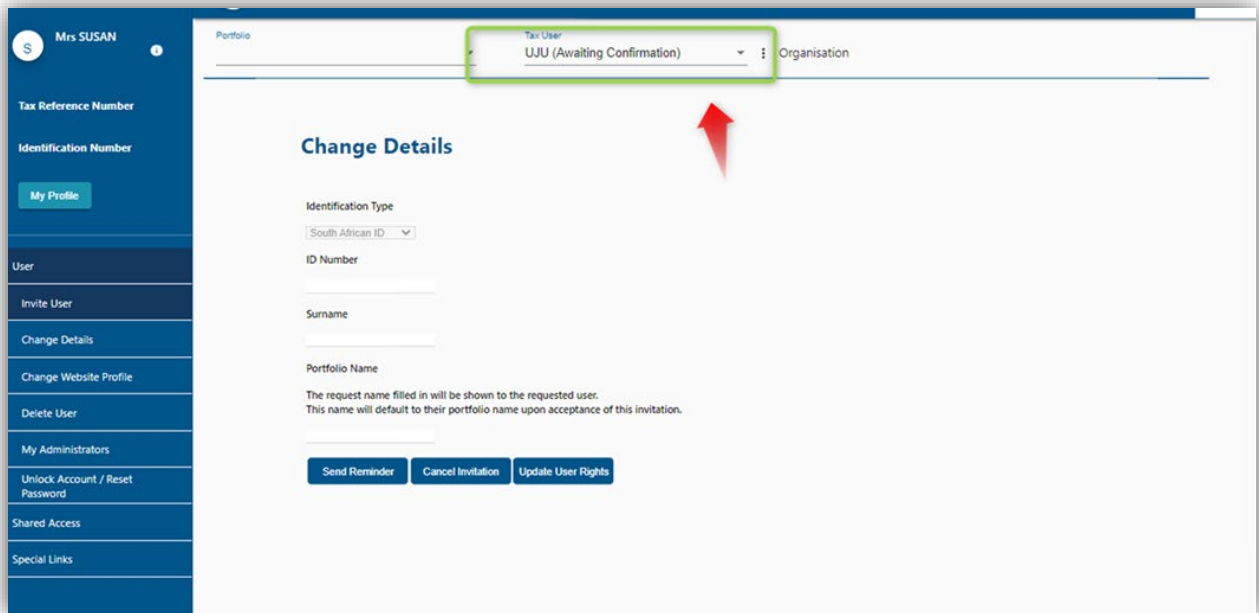 S
Mrs SUSAN
Portfolio
Tax User
UJU (Awaiting Confirmation)
Organisation
Tax Reference Number
Identification Number
My Profile
User
Invite User
Change Details
Change Website Profile
Delete User
My Administrators
Unlock Account / Reset
Password
Shared Access
Special Links
Change Details
Identification Type
South African ID
ID Number
Surname
Portfolio Name
The request name filled in will be shown to the requested user.
This name will default to their portfolio name upon acceptance of this invitation.
Send Reminder
Cancel Invitation
Update User Rights